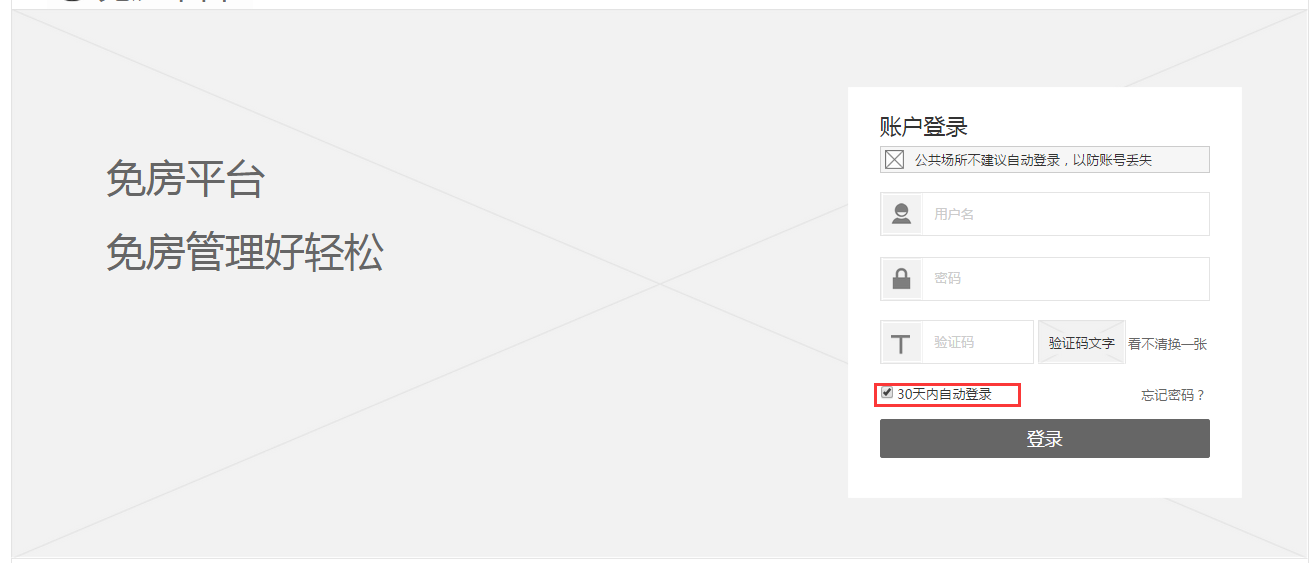 免房平台
免房管理好轻松
账户登录
公共场所不建议自动登录，以防账号丢失
用户名
密码
验证码 验证码文字 看不清换一张
30天内自动登录 忘记密码？
登录